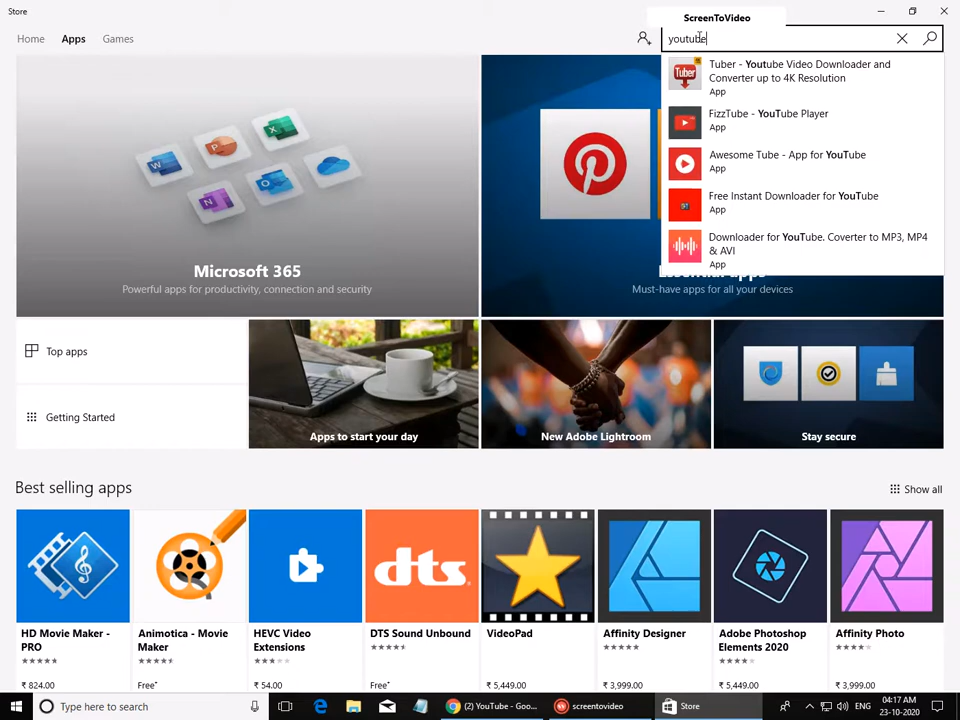 Store
ScreenToVideo
Home
Apps
Games
youtube
Tuber - Youtube Video Downloader and
Converter up to 4K Resolution
App
FizzTube - YouTube Player
App
Awesome Tube - App for YouTube
App
Free Instant Downloader for YouTube
App
Downloader for YouTube. Coverter to MP3, MP4
& AVI
App
Microsoft 365
Powerful apps for productivity, connection and security
Essential apps
Must-have apps for all your devices
Top apps
Getting Started
Apps to start your day
New Adobe Lightroom
Stay secure
Best selling apps
Show all
dts
HD Movie Maker -
PRO
₹ 824.00
Animotica - Movie
Maker
Free*
HEVC Video
Extensions
₹ 54.00
DTS Sound Unbound
Free*
VideoPad
₹ 5,449.00
Affinity Designer
₹ 3,999.00
Adobe Photoshop
Elements 2020
₹ 5,449.00
Affinity Photo
₹ 3,999.00
Type here to search
(2) YouTube - Goo...
screentovideo
Store
ENG
04:17 AM
23-10-2020